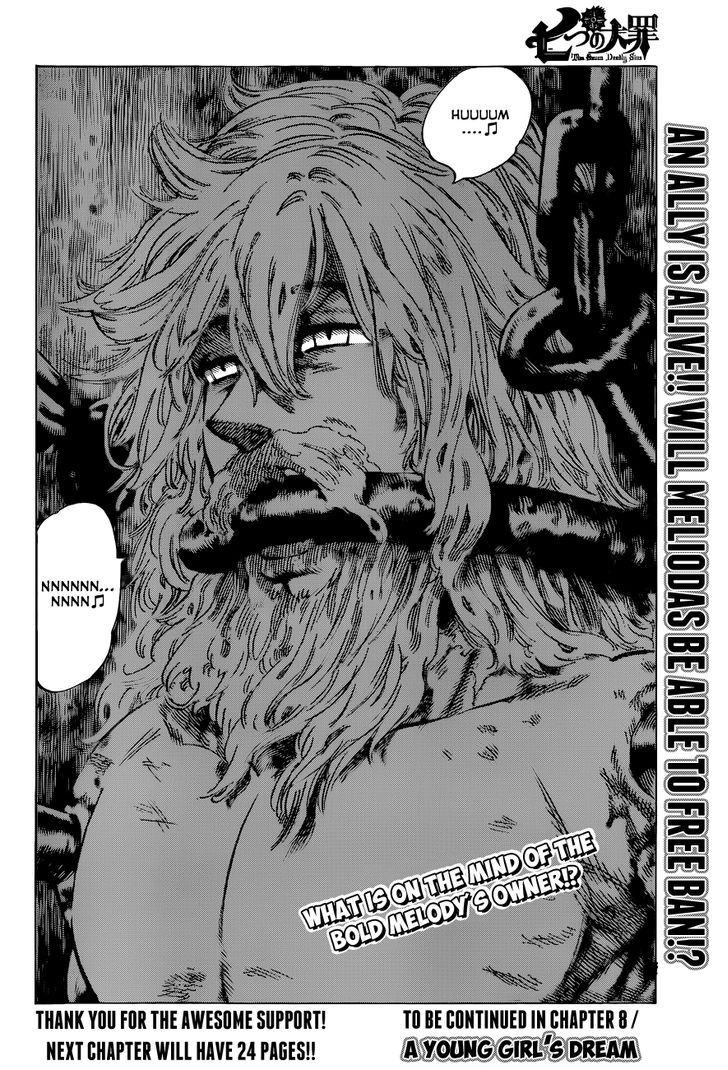 七つの大罪
The Seven Deadly Sins
HUUUUM
....♫
AN ALLY IS ALIVE!! WILL MELIODAS BE ABLE TO FREE BAN!?
NNNNNN...
NNNN♫
WHAT IS ON THE MIND OF THE
BOLD MELODY'S OWNER!?
THANK YOU FOR THE AWESOME SUPPORT!
NEXT CHAPTER WILL HAVE 24 PAGES!!
TO BE CONTINUED IN CHAPTER 8 /
A YOUNG GIRL'S DREAM